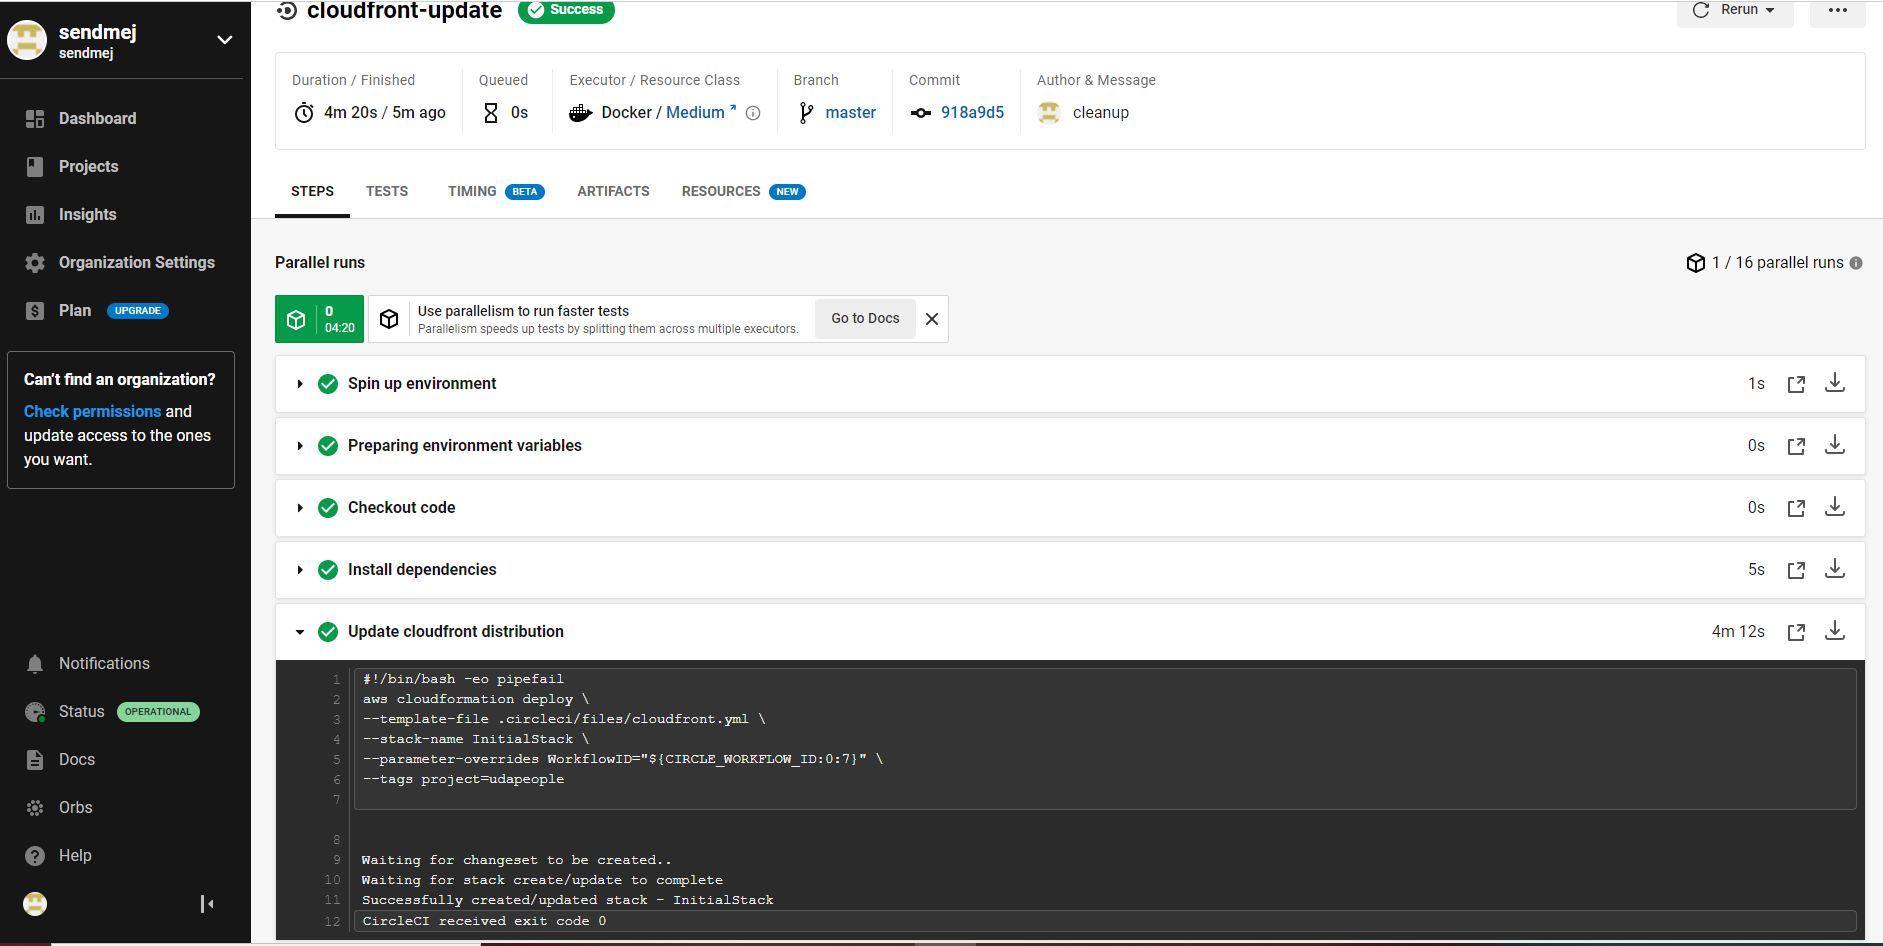 sendmej
sendmej
Dashboard
Projects
Insights
Organization Settings
Plan UPGRADE
Can't find an organization?
Check permissions and
update access to the ones
you want.
Notifications
Status OPERATIONAL
Docs
Orbs
Help
cloudfront-update Success
Rerun
Duration / Finished
4m 20s / 5m ago
Queued
0s
Executor / Resource Class
Docker / Medium
Branch
master
Commit
918a9d5
Author & Message
cleanup
STEPS TESTS TIMING BETA ARTIFACTS RESOURCES NEW
Parallel runs
1 / 16 parallel runs
0
04:20
Use parallelism to run faster tests
Parallelism speeds up tests by splitting them across multiple executors.
Go to Docs
Spin up environment 1s
Preparing environment variables 0s
Checkout code 0s
Install dependencies 5s
Update cloudfront distribution 4m 12s
1 #!/bin/bash -eo pipefail
2 aws cloudformation deploy \
3 --template-file .circleci/files/cloudfront.yml \
4 --stack-name InitialStack \
5 --parameter-overrides WorkflowID="${CIRCLE_WORKFLOW_ID:0:7}" \
6 --tags project=udapeople
7
8
9 Waiting for changeset to be created..
10 Waiting for stack create/update to complete
11 Successfully created/updated stack - InitialStack
12 CircleCI received exit code 0